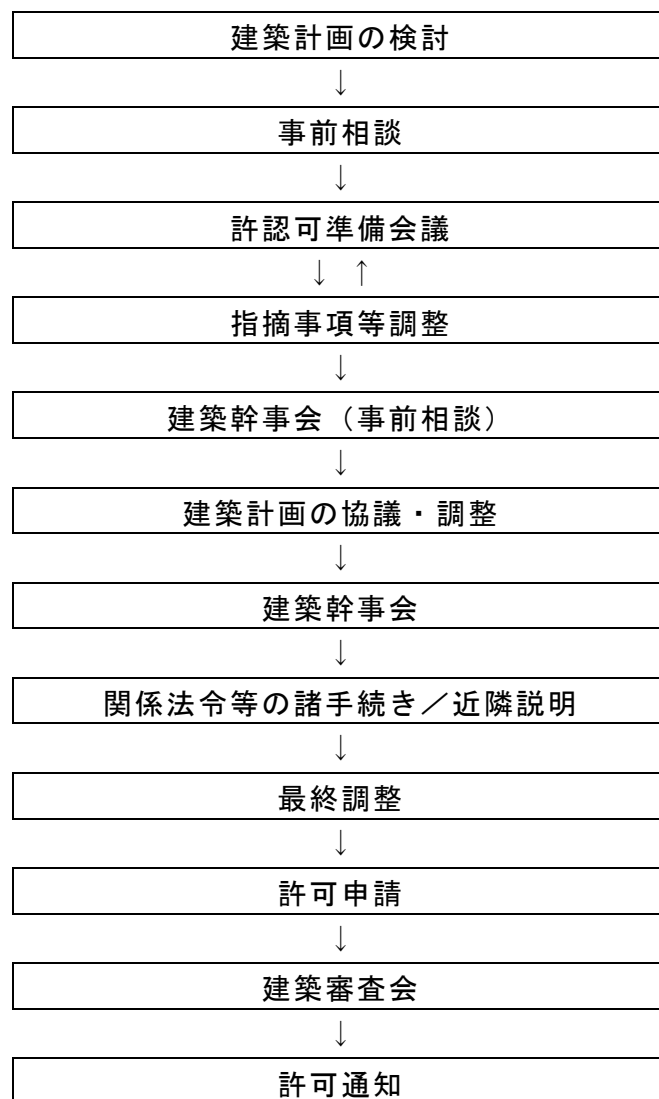 建築計画の検討
↓
事前相談
↓
許認可準備会議
↓ ↑
指摘事項等調整
↓
建築幹事会（事前相談）
↓
建築計画の協議・調整
↓
建築幹事会
↓
関係法令等の諸手続き／近隣説明
↓
最終調整
↓
許可申請
↓
建築審査会
↓
許可通知